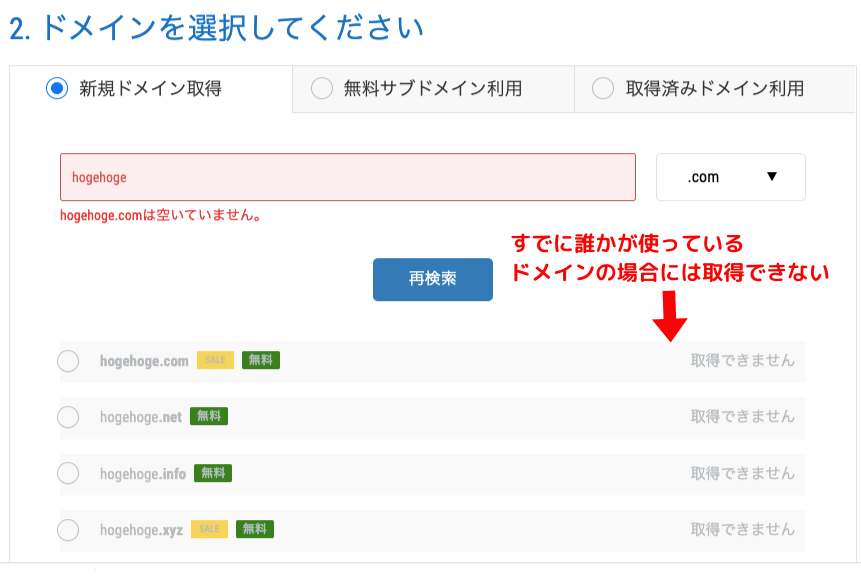 2. ドメインを選択してください
新規ドメイン取得 無料サブドメイン利用 取得済みドメイン利用
hogehoge .com ▼
hogehoge.comは空いていません。
すでに誰かが使っている
ドメインの場合には取得できない
再検索
hogehoge.com SALE 無料 取得できません
hogehoge.net 無料 取得できません
hogehoge.info 無料 取得できません
hogehoge.xyz SALE 無料 取得できません